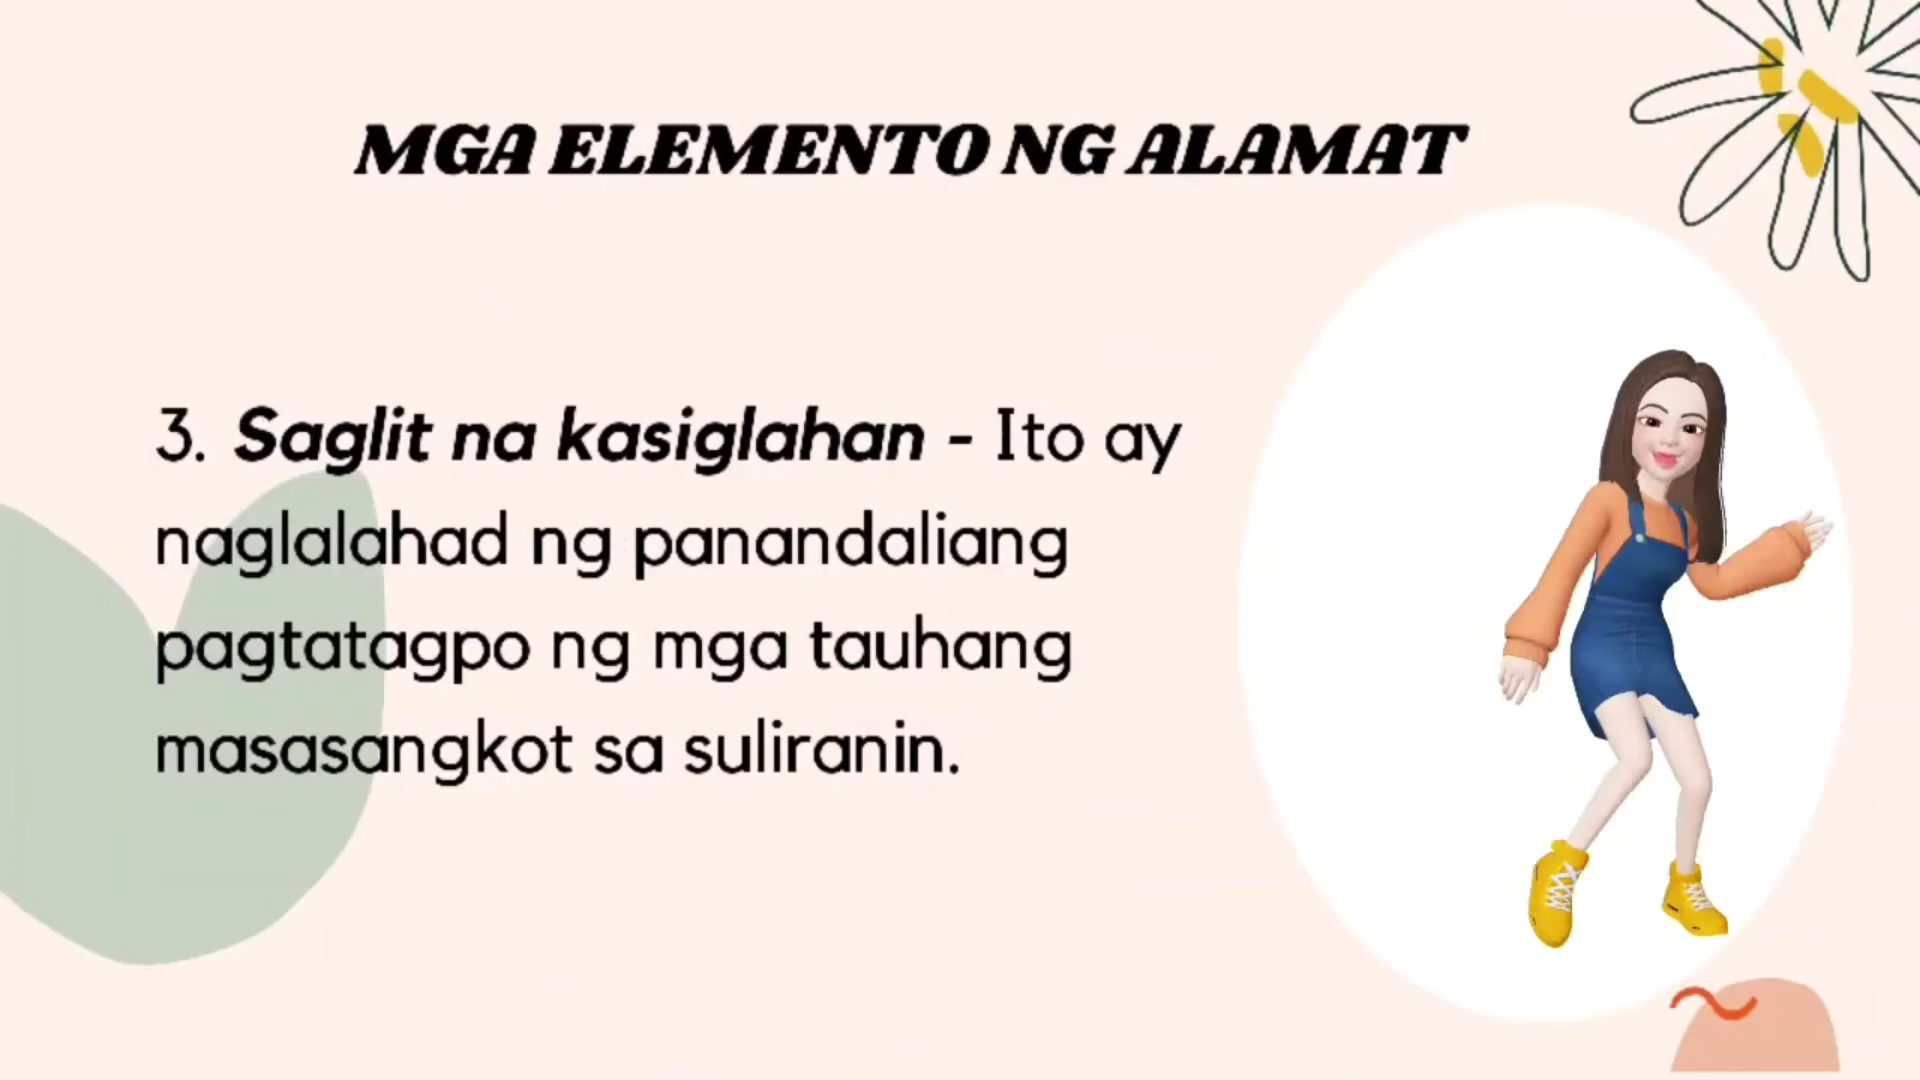 MGA ELEMENTO NG ALAMAT
3. Saglit na kasiglahan - Ito ay
naglalahad ng panandaliang
pagtatagpo ng mga tauhang
masasangkot sa suliranin.